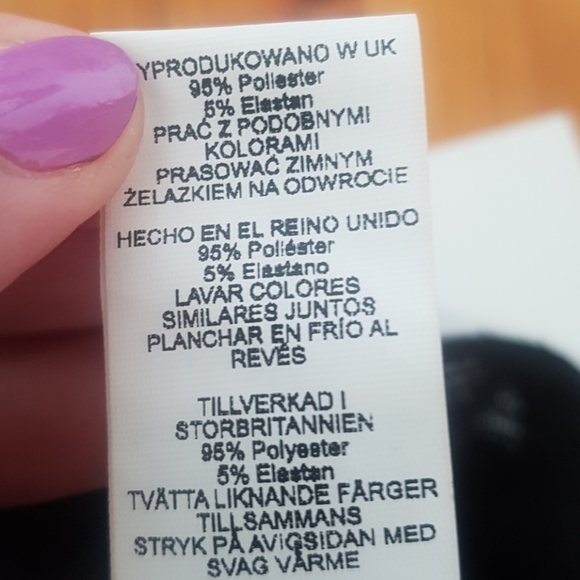 YPRODUKOWANO W UK
95% Poliester
5% Elastan
PRAĆ Z PODOBNYMI
KOLORAMI
PRASOWAĆ ZIMNYM
ŻELAZKIEM NA ODWROCIE
HECHO EN EL REINO UNIDO
95% Poliéster
5% Elastano
LAVAR COLORES
SIMILARES JUNTOS
PLANCHAR EN FRÍO AL
REVÉS
TILLVERKAD I
STORBRITANNIEN
95% Polyester
5% Elastan
TVÄTTA LIKNANDE FÄRGER
TILLSAMMANS
STRYK PÅ AVIGSIDAN MED
SVAG VÄRME